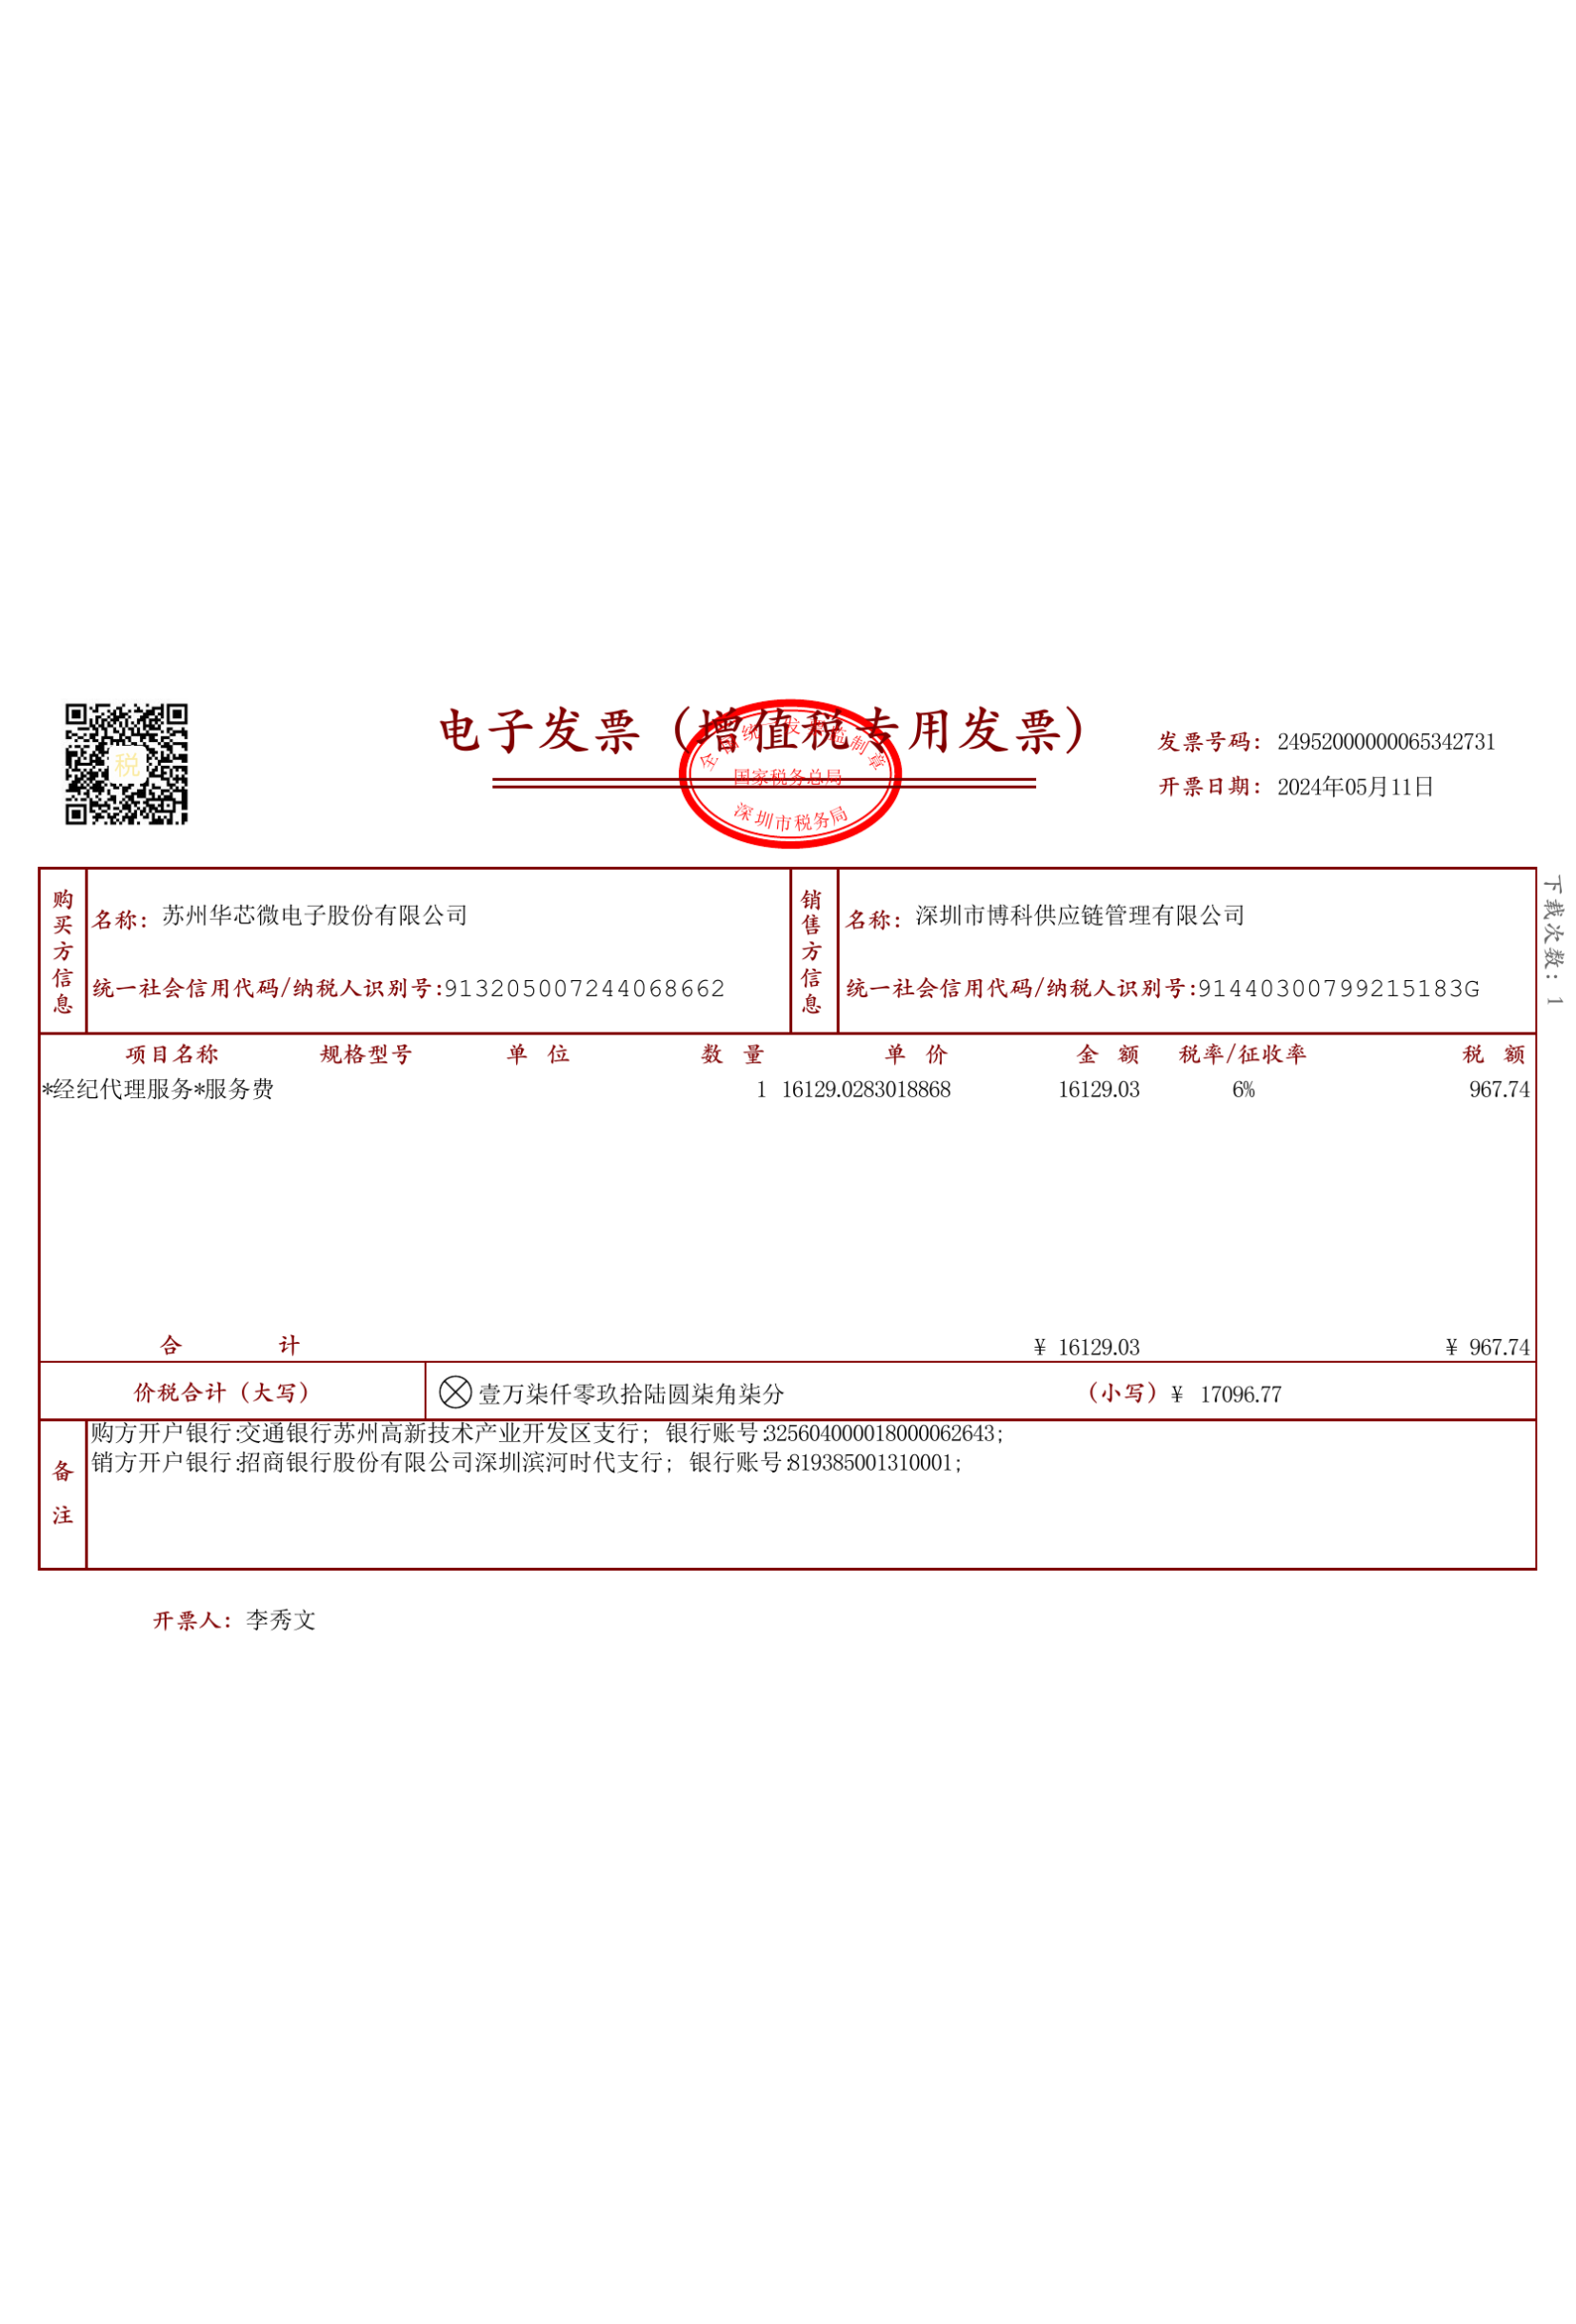 电子发票（增值税专用发票）
全国统一发票监制章
国家税务总局
深圳市税务局
税
发票号码：24952000000065342731
开票日期：2024年05月11日
购买方信息
名称：苏州华芯微电子股份有限公司
统一社会信用代码/纳税人识别号:913205007244068662
销售方信息
名称：深圳市博科供应链管理有限公司
统一社会信用代码/纳税人识别号:91440300799215183G
下载次数：1
项目名称 规格型号 单位 数量 单价 金额 税率/征收率 税额
*经纪代理服务*服务费 1 16129.0283018868 16129.03 6% 967.74
合计 ¥ 16129.03 ¥ 967.74
价税合计（大写） 壹万柒仟零玖拾陆圆柒角柒分 （小写）¥ 17096.77
备注
购方开户银行:交通银行苏州高新技术产业开发区支行; 银行账号:325604000018000062643;
销方开户银行:招商银行股份有限公司深圳滨河时代支行; 银行账号:819385001310001;
开票人：李秀文